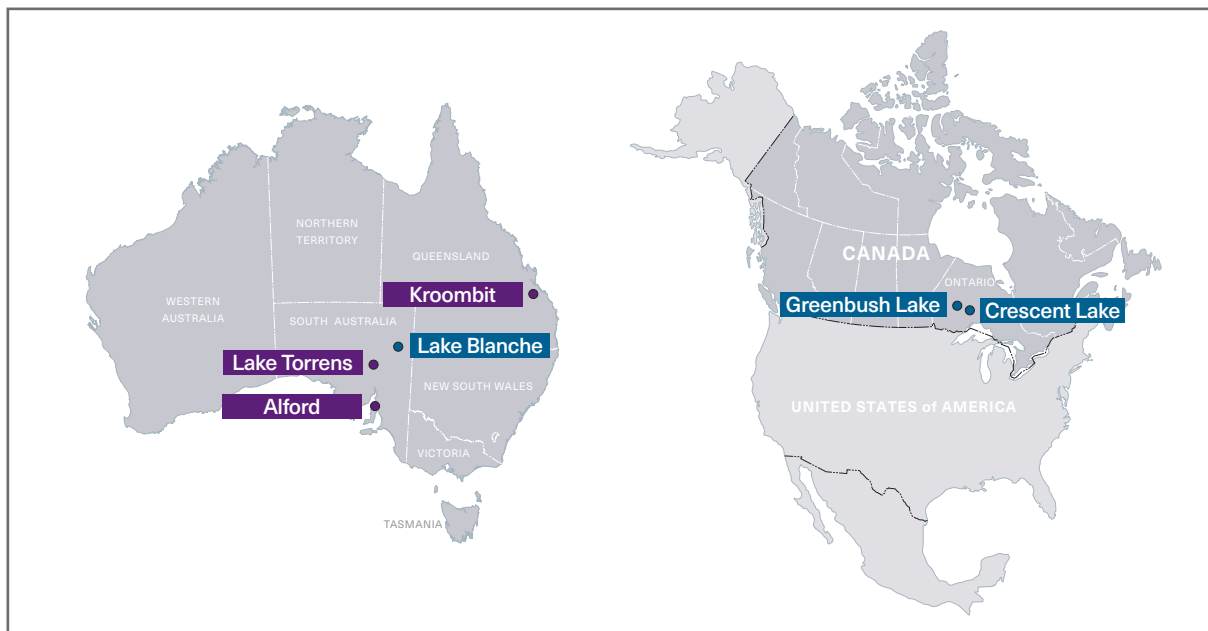 NORTHERN
TERRITORY
QUEENSLAND
Kroombit
WESTERN
AUSTRALIA
SOUTH AUSTRALIA
Lake Blanche
Lake Torrens
NEW SOUTH WALES
Alford
VICTORIA
TASMANIA
CANADA
ONTARIO
Greenbush Lake
Crescent Lake
UNITED STATES of AMERICA